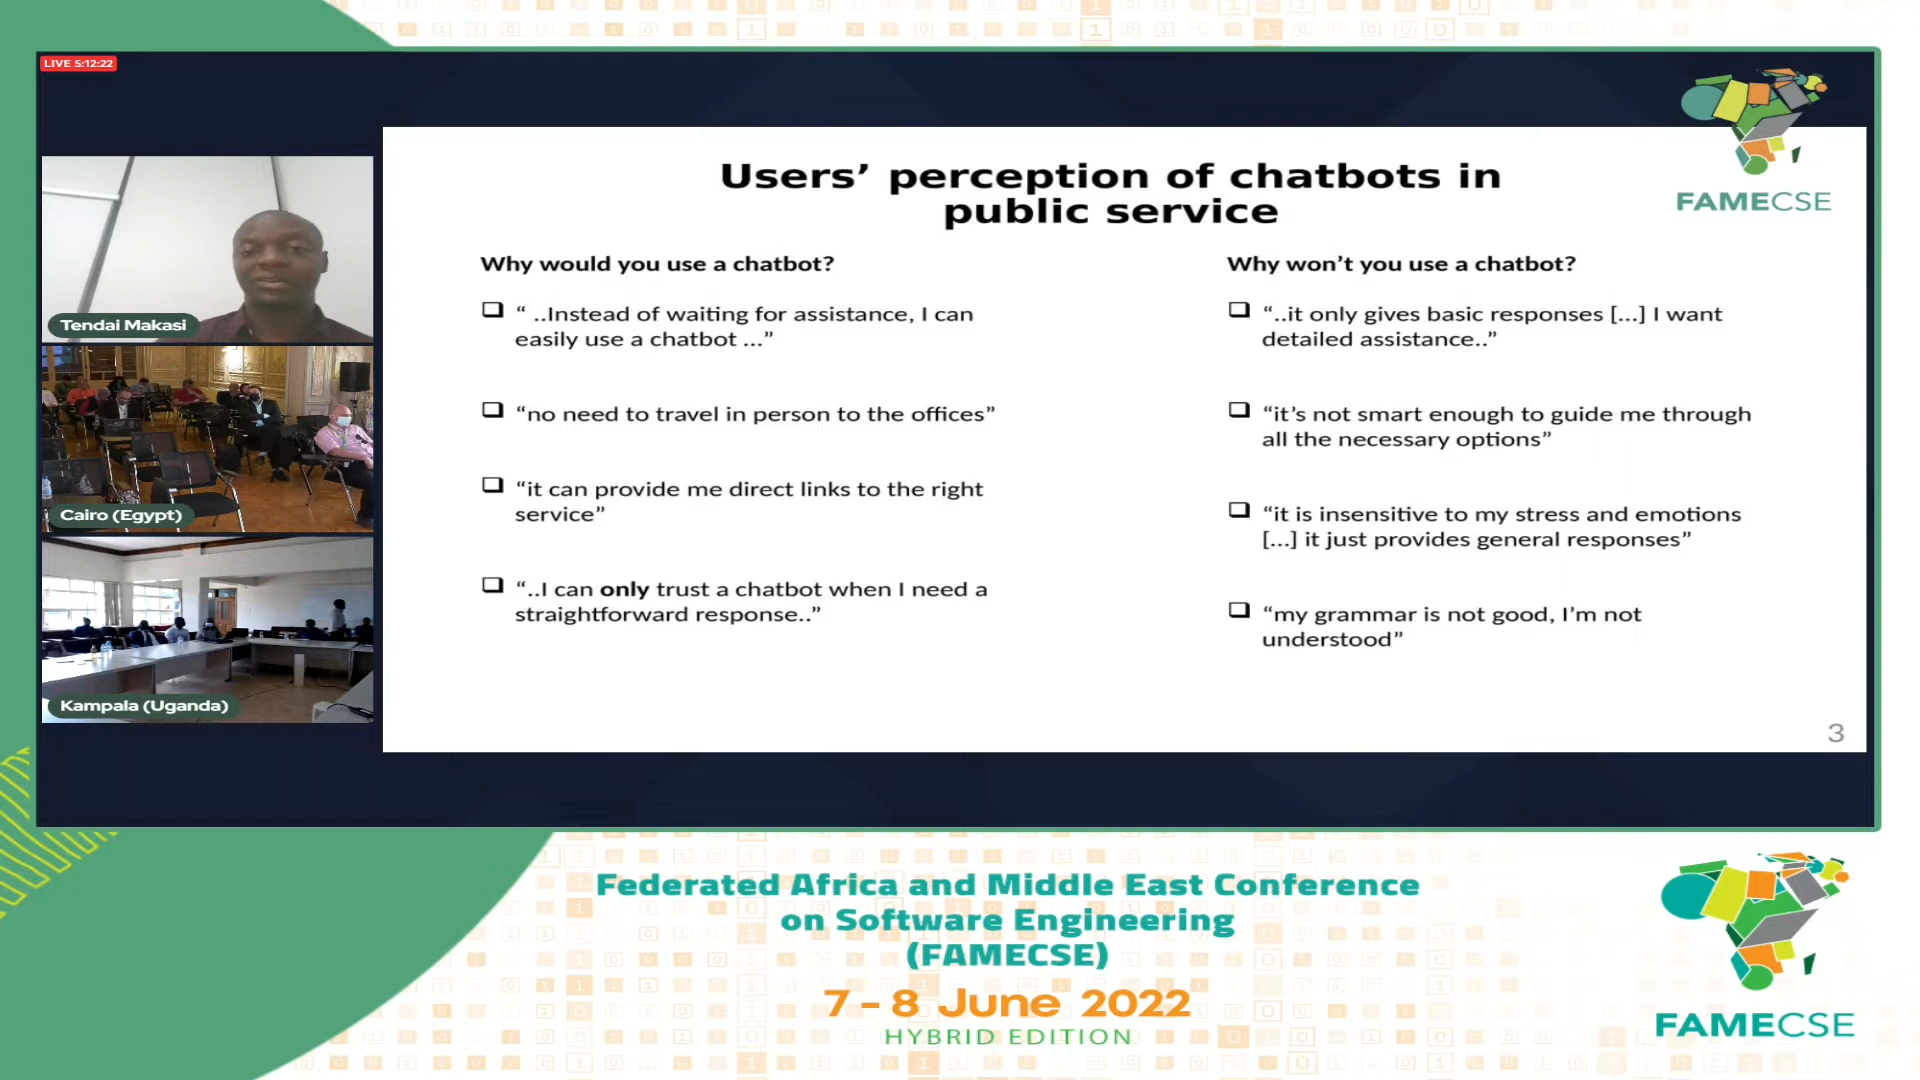 LIVE 5:12:22
FAMECSE
Tendai Makasi
Cairo (Egypt)
Kampala (Uganda)
Users’ perception of chatbots in
public service
Why would you use a chatbot?
“ ..Instead of waiting for assistance, I can
easily use a chatbot ...”
“no need to travel in person to the offices”
“it can provide me direct links to the right
service”
“..I can only trust a chatbot when I need a
straightforward response..”
Why won’t you use a chatbot?
“..it only gives basic responses [...] I want
detailed assistance..”
“it’s not smart enough to guide me through
all the necessary options”
“it is insensitive to my stress and emotions
[...] it just provides general responses”
“my grammar is not good, I’m not
understood”
3
Federated Africa and Middle East Conference
on Software Engineering
(FAMECSE)
7 - 8 June 2022
HYBRID EDITION
FAMECSE